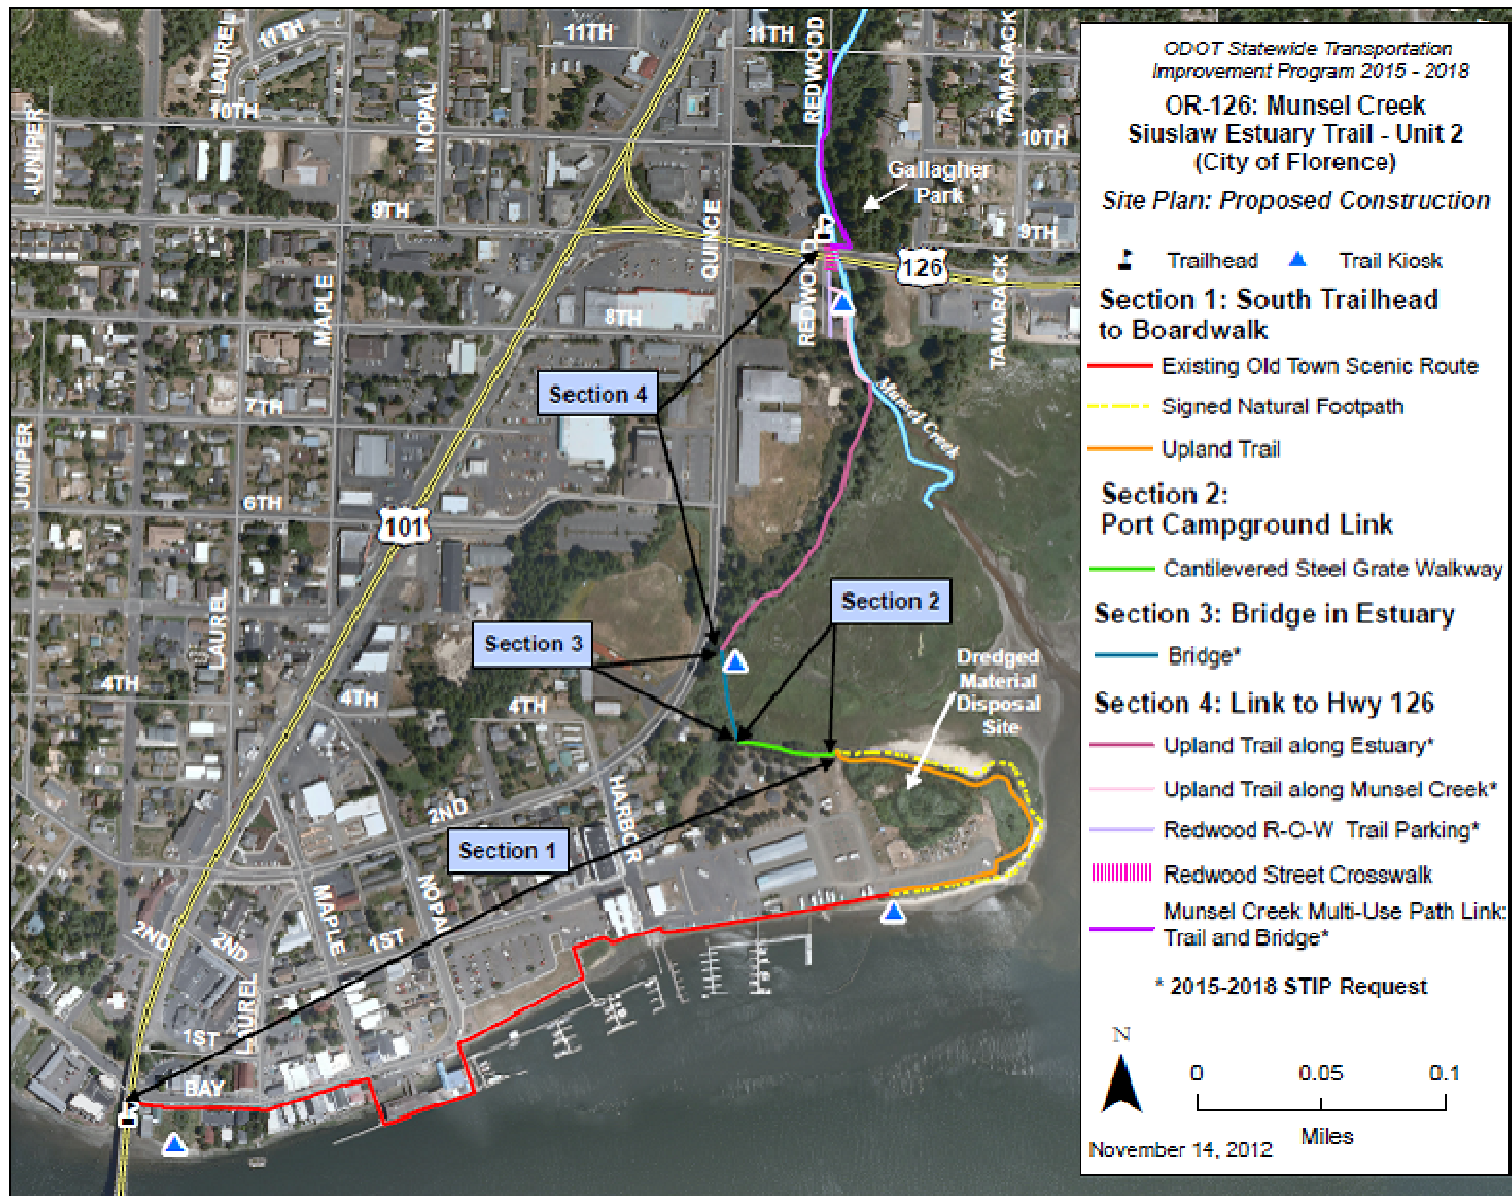 11TH
LAUREL
11TH
11TH
REDWOOD
TAMARACK
10TH
NOPAL
JUNIPER
10TH
Gallagher
Park
9TH
QUINCE
9TH
126
MAPLE
8TH
REDWOOD
TAMARACK
Section 4
Munsel Creek
7TH
JUNIPER
6TH
101
Section 2
LAUREL
Section 3
Dredged
Material
Disposal
Site
4TH
4TH
4TH
HARBOR
2ND
Section 1
MAPLE
NOPAL
1ST
2ND
2ND
LAUREL
1ST
BAY
ODOT Statewide Transportation
Improvement Program 2015 - 2018
OR-126: Munsel Creek
Siuslaw Estuary Trail - Unit 2
(City of Florence)
Site Plan: Proposed Construction
Trailhead Trail Kiosk
Section 1: South Trailhead
to Boardwalk
Existing Old Town Scenic Route
Signed Natural Footpath
Upland Trail
Section 2:
Port Campground Link
Cantilevered Steel Grate Walkway
Section 3: Bridge in Estuary
Bridge*
Section 4: Link to Hwy 126
Upland Trail along Estuary*
Upland Trail along Munsel Creek*
Redwood R-O-W Trail Parking*
Redwood Street Crosswalk
Munsel Creek Multi-Use Path Link:
Trail and Bridge*
* 2015-2018 STIP Request
N
0 0.05 0.1
Miles
November 14, 2012